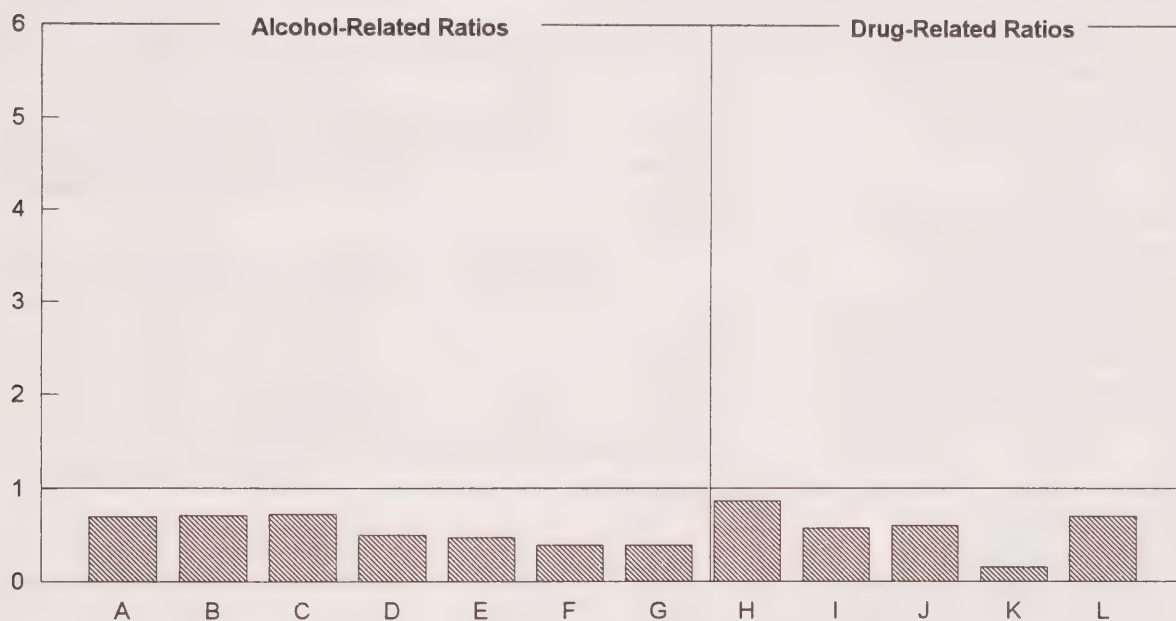 6
Alcohol-Related Ratios
Drug-Related Ratios
5
4
3
2
1
0
A B C D E F G H I J K L